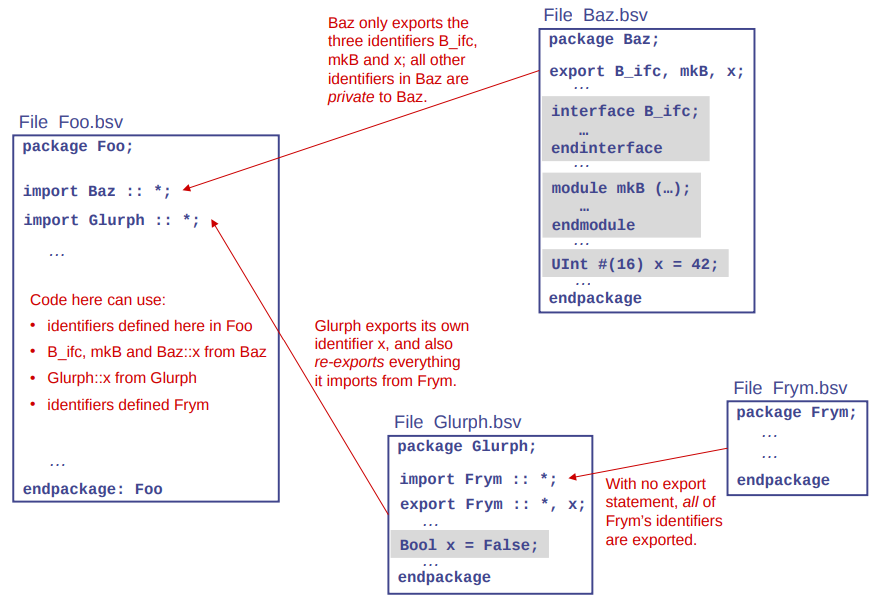 Baz only exports the
three identifiers B_ifc,
mkB and x; all other
identifiers in Baz are
private to Baz.
File Baz.bsv
package Baz;
export B_ifc, mkB, x;
…
interface B_ifc;
…
endinterface
…
module mkB (…);
…
endmodule
…
UInt #(16) x = 42;
…
endpackage
File Foo.bsv
package Foo;
import Baz :: *;
import Glurph :: *;
…
Code here can use:
• identifiers defined here in Foo
• B_ifc, mkB and Baz::x from Baz
• Glurph::x from Glurph
• identifiers defined Frym
…
endpackage: Foo
Glurph exports its own
identifier x, and also
re-exports everything
it imports from Frym.
File Glurph.bsv
package Glurph;
import Frym :: *;
export Frym :: *, x;
…
Bool x = False;
…
endpackage
File Frym.bsv
package Frym;
…
…
endpackage
With no export
statement, all of
Frym's identifiers
are exported.